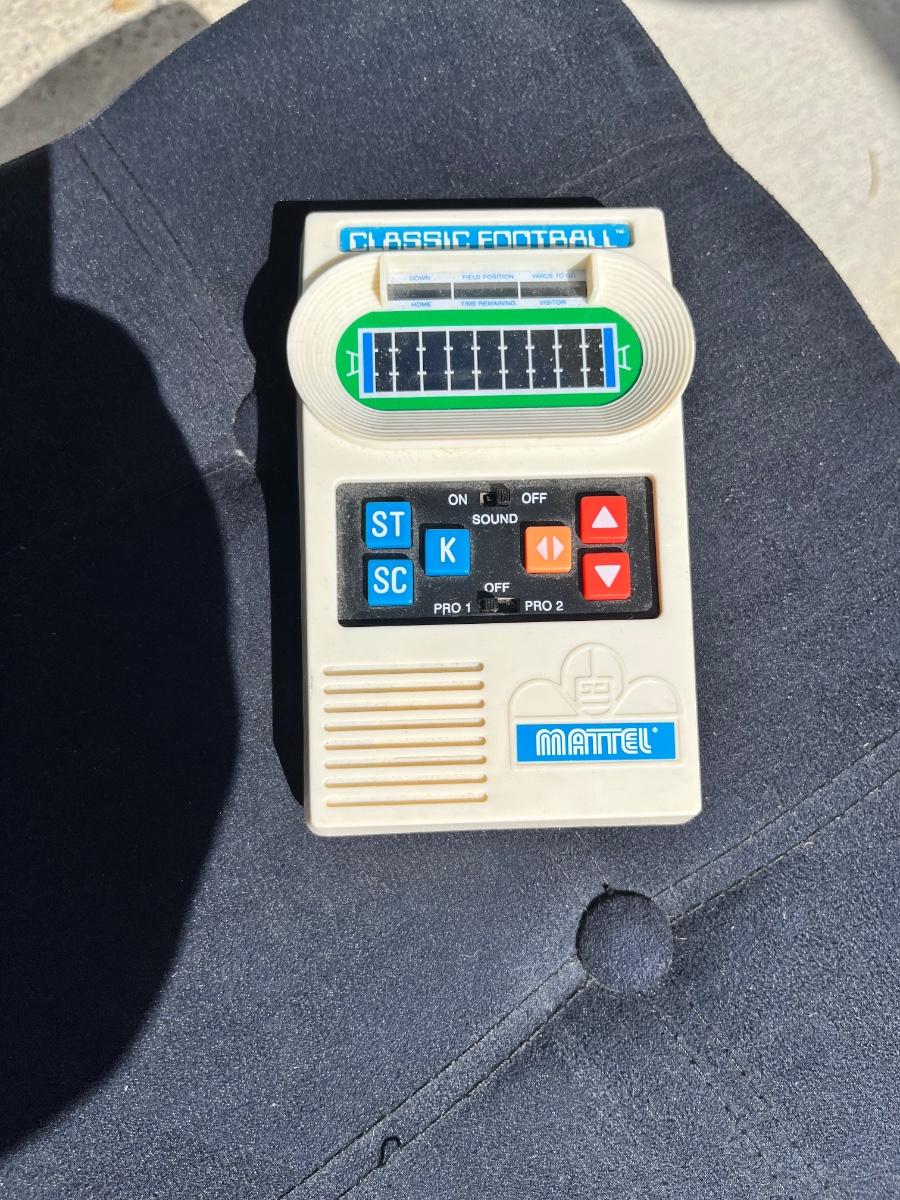 CLASSIC FOOTBALL™
DOWN FIELD POSITION YARDS TO GO
HOME TIME REMAINING VISITOR
ON OFF
SOUND
ST
K
SC
OFF
PRO 1 PRO 2
MATTEL®